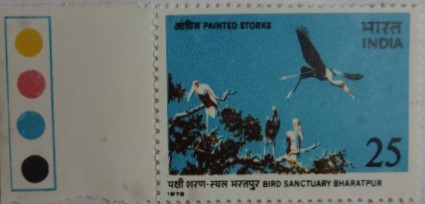 जांघिल PAINTED STORKS
भारत
INDIA
25
पक्षी शरण-स्थल भरतपुर BIRD SANCTUARY BHARATPUR
1976